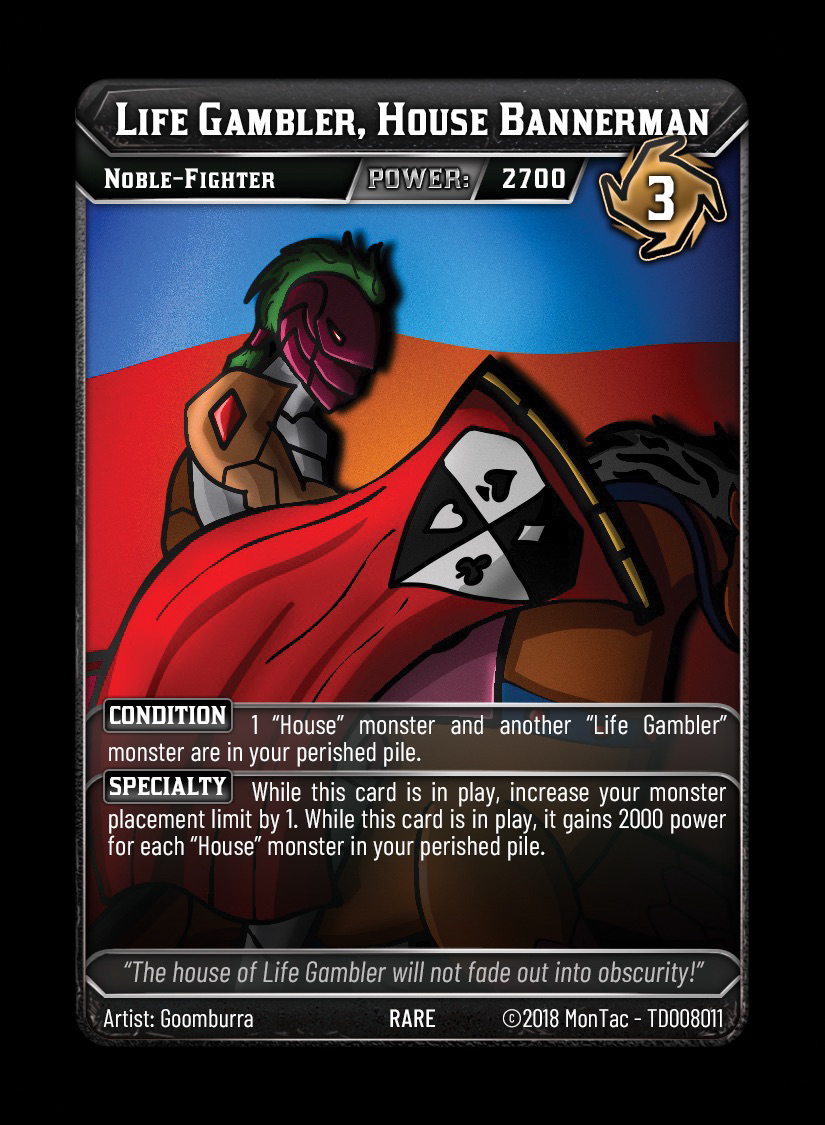 Life Gambler, House Bannerman
Noble-Fighter POWER: 2700
3
CONDITION 1 “House” monster and another “Life Gambler”
monster are in your perished pile.
SPECIALTY While this card is in play, increase your monster
placement limit by 1. While this card is in play, it gains 2000 power
for each “House” monster in your perished pile.
“The house of Life Gambler will not fade out into obscurity!”
Artist: Goomburra RARE ©2018 MonTac - TD008011